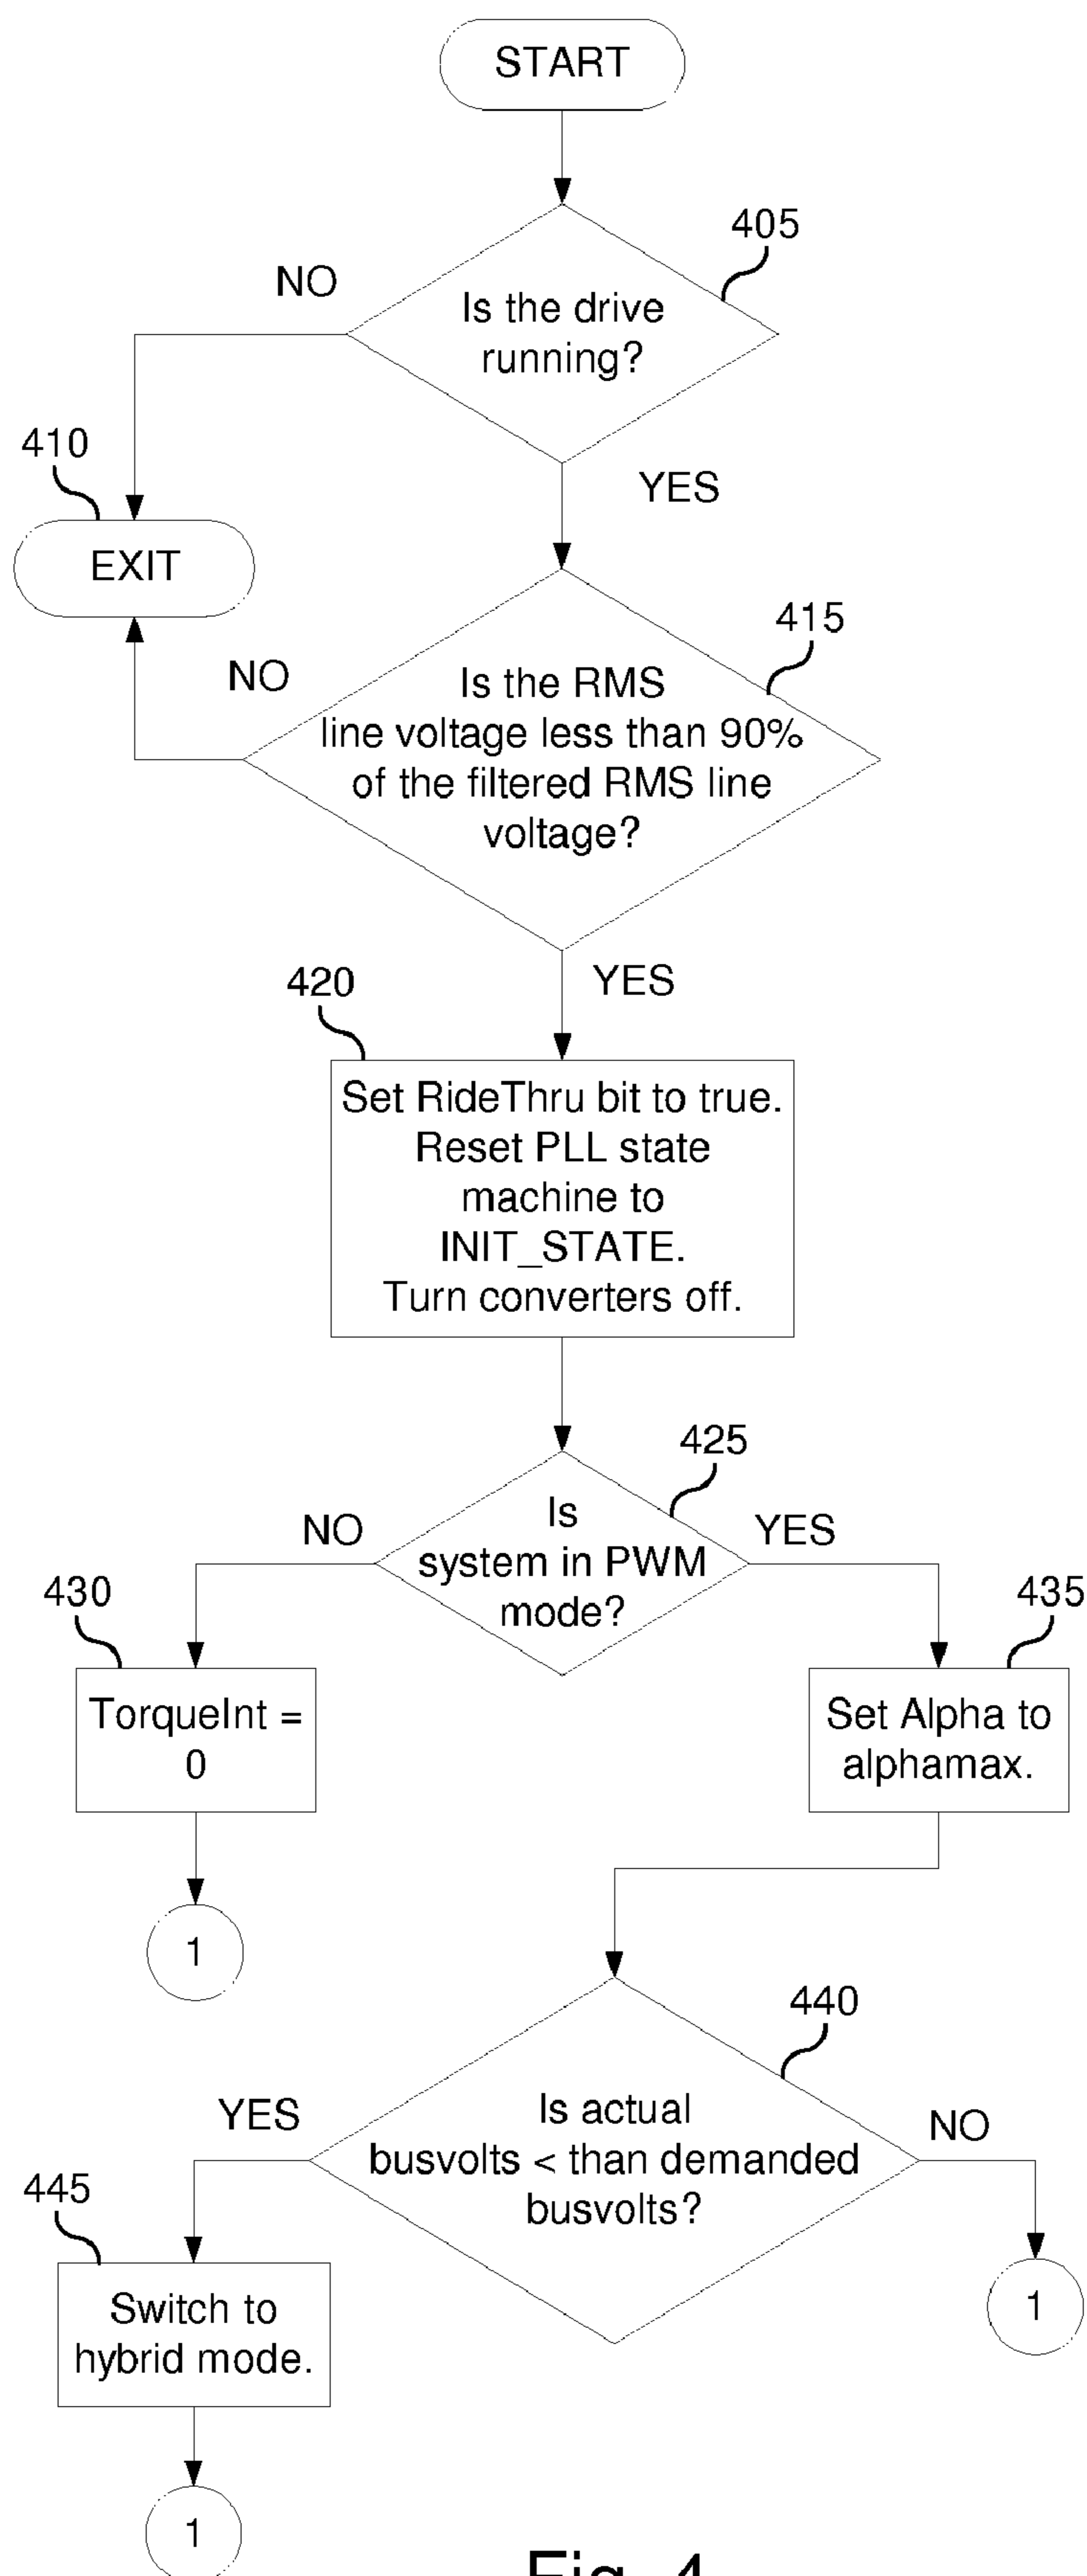 START
405
NO
Is the drive
running?
410
YES
EXIT
415
NO
Is the RMS
line voltage less than 90%
of the filtered RMS line
voltage?
420
YES
Set RideThru bit to true.
Reset PLL state
machine to
INIT_STATE.
Turn converters off.
425
NO
Is
system in PWM
mode?
YES
430
435
TorqueInt =
0
Set Alpha to
alphamax.
1
440
YES
Is actual
busvolts < than demanded
busvolts?
NO
445
Switch to
hybrid mode.
1
1
Fig. 4